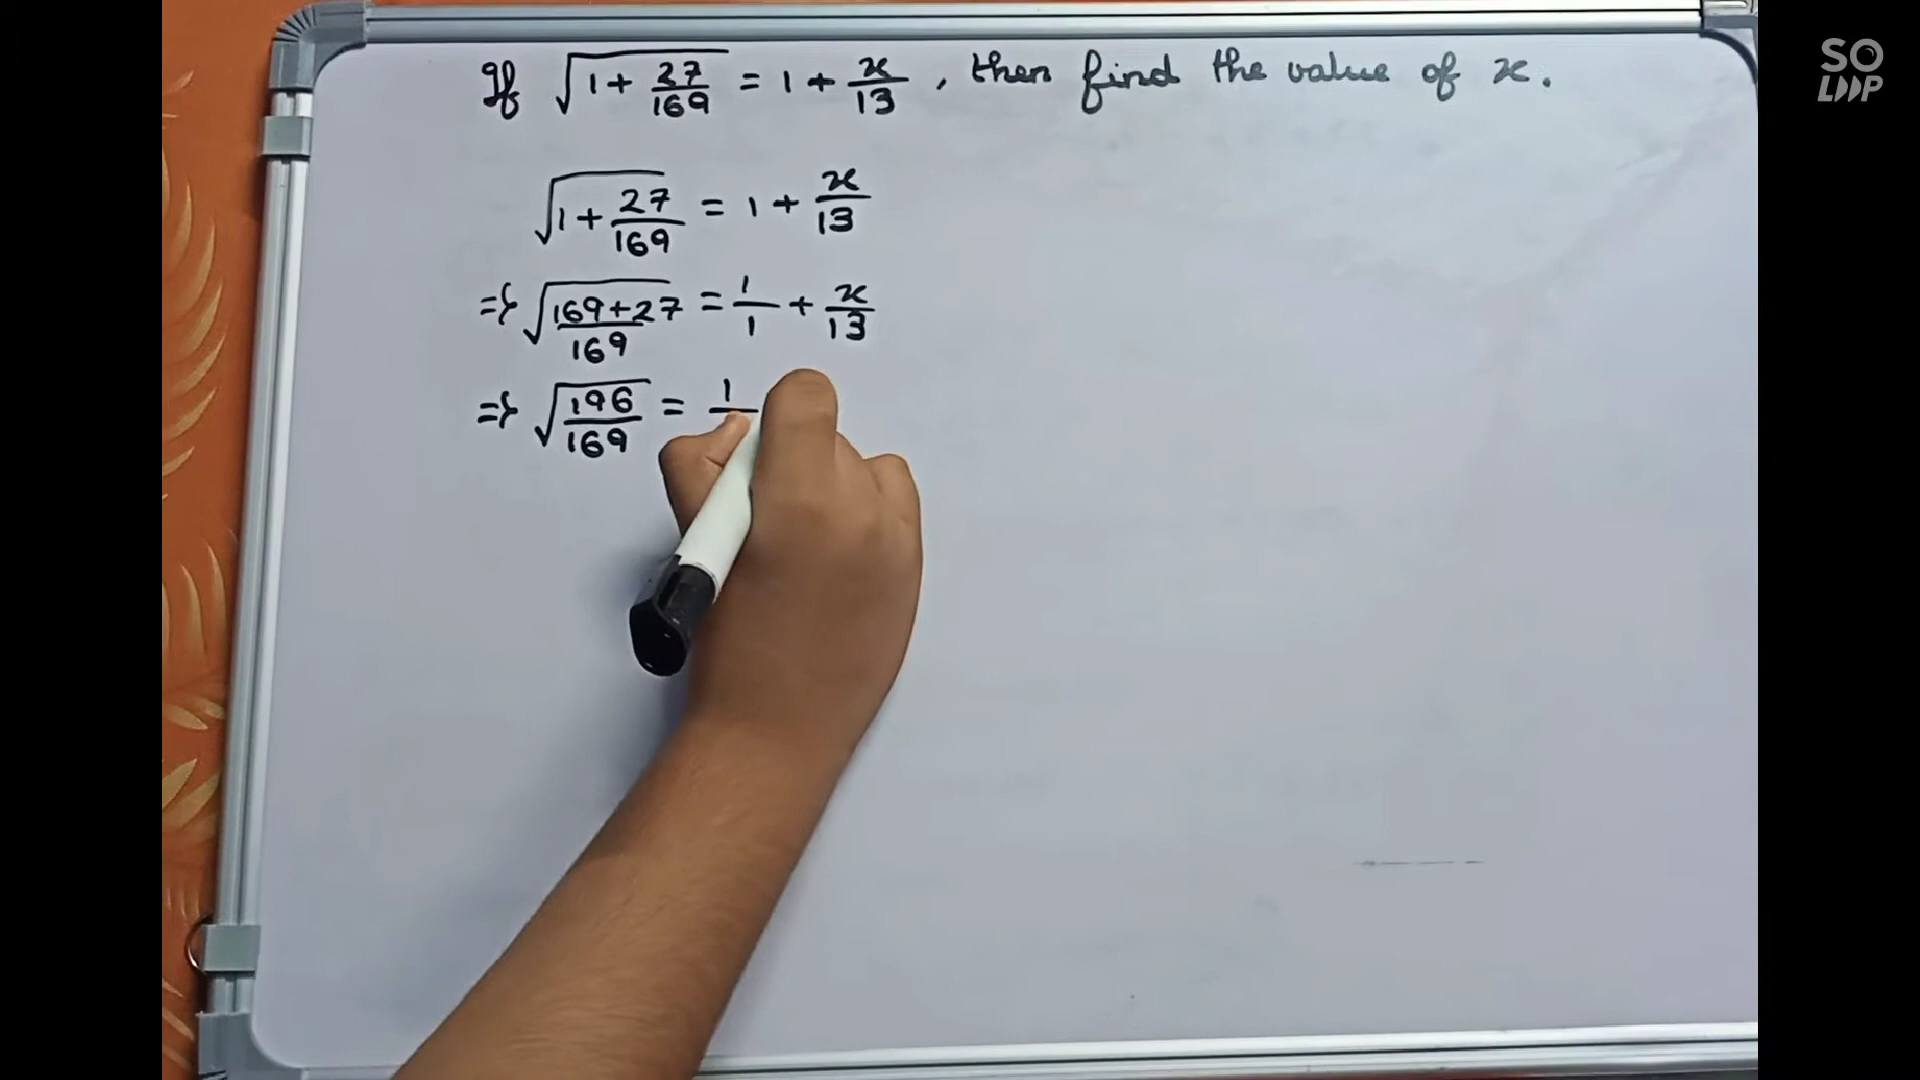 If √(1 + 27/169) = 1 + x/13, then find the value of x.
√(1 + 27/169) = 1 + x/13
=> √((169+27)/169) = 1/1 + x/13
=> √(196/169) = 1
SO LOOP